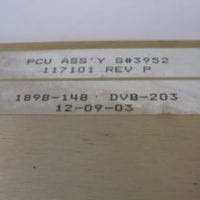 PCU ASS'Y S#3952
117101 REV P
1898-148 DVB-203
12-09-03